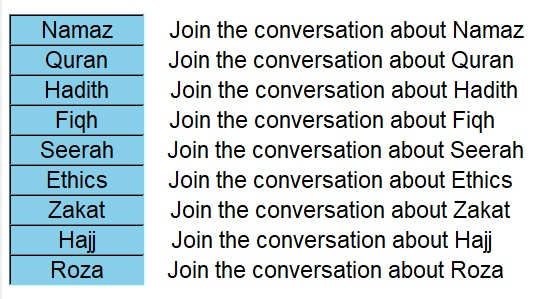 Namaz Join the conversation about Namaz
Quran Join the conversation about Quran
Hadith Join the conversation about Hadith
Fiqh Join the conversation about Fiqh
Seerah Join the conversation about Seerah
Ethics Join the conversation about Ethics
Zakat Join the conversation about Zakat
Hajj Join the conversation about Hajj
Roza Join the conversation about Roza